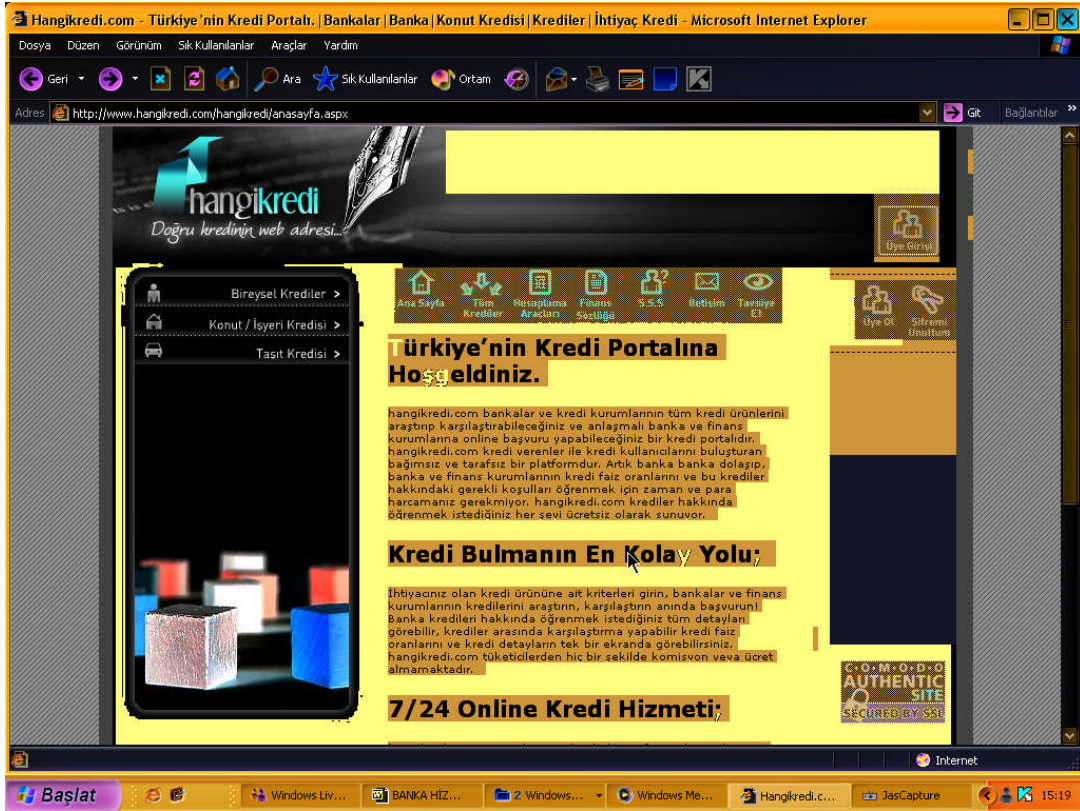 Hangikredi.com - Türkiye'nin Kredi Portalı. |Bankalar |Banka|Konut Kredisi|Krediler|İhtiyaç Kredi - Microsoft Internet Explorer
Dosya Düzen Görünüm Sık Kullanılanlar Araçlar Yardım
Geri Ara Sık Kullanılanlar Ortam
Adres http://www.hangikredi.com/hangikredi/anasayfa.aspx Git Bağlantılar »
hangikredi
Doğru kredinin web adresi...
Üye Girişi
Bireysel Krediler >
Konut / İşyeri Kredisi >
Taşıt Kredisi >
Ana Sayfa Tüm Krediler Hesaplama Araçları Finans Sözlüğü S.S.S İletisim Tavsiye Et
Üye Ol Sifremi Unuttum
Türkiye'nin Kredi Portalına
Hoşgeldiniz.
hangikredi.com bankalar ve kredi kurumlarının tüm kredi ürünlerini
araştırıp karşılaştırabileceğiniz ve anlaşmalı banka ve finans
kurumlarına online başvuru yapabileceğiniz bir kredi portalıdır.
hangikredi.com kredi verenler ile kredi kullanıcılarını buluşturan
bağımsız ve tarafsız bir platformdur. Artık banka banka dolaşıp,
banka ve finans kurumlarının kredi faiz oranlarını ve bu krediler
hakkındaki gerekli koşulları öğrenmek için zaman ve para
harcamanız gerekmiyor. hangikredi.com krediler hakkında
öğrenmek istediğiniz her şeyi ücretsiz olarak sunuyor.
Kredi Bulmanın En Kolay Yolu;
İhtiyacınız olan kredi ürününe ait kriterleri girin, bankalar ve finans
kurumlarının kredilerini araştırın, karşılaştırın anında başvurun!
Banka kredileri hakkında öğrenmek istediğiniz tüm detayları
görebilir, krediler arasında karşılaştırma yapabilir kredi faiz
oranlarını ve kredi detayların tek bir ekranda görebilirsiniz.
hangikredi.com tüketicilerden hiç bir şekilde komisyon veya ücret
almamaktadır.
7/24 Online Kredi Hizmeti;
C·O·M·O·D·O
AUTHENTIC
SITE
SECURED BY SSL
Internet
Başlat Windows Liv... BANKA HİZ... 2 Windows... Windows Me... Hangikredi.c... JasCapture 15:19